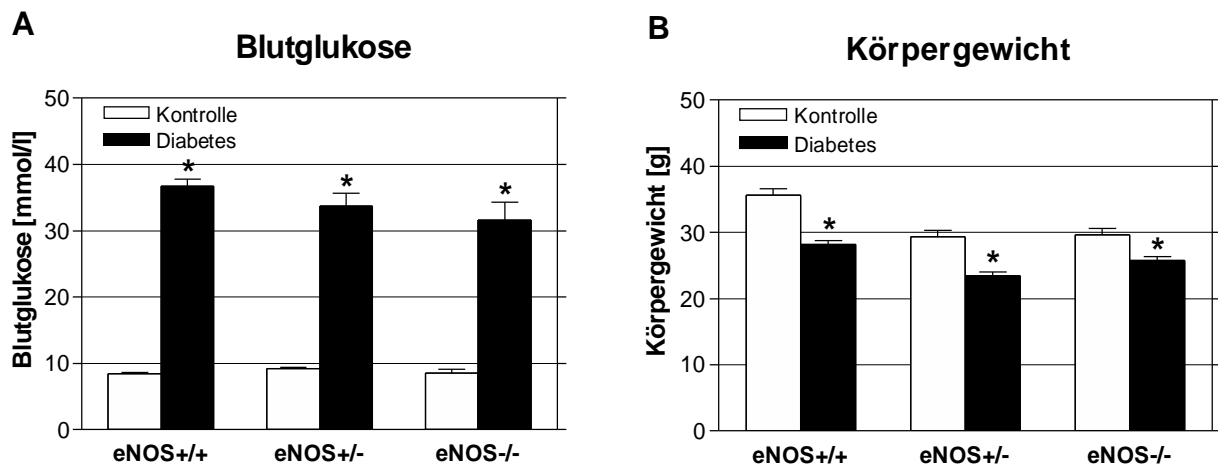 A
Blutglukose
Blutglukose [mmol/l]
50
40
30
20
10
0
Kontrolle
Diabetes
*
*
*
eNOS+/+ eNOS+/- eNOS-/-
B
Körpergewicht
Körpergewicht [g]
50
40
30
20
10
0
Kontrolle
Diabetes
*
*
*
eNOS+/+ eNOS+/- eNOS-/-